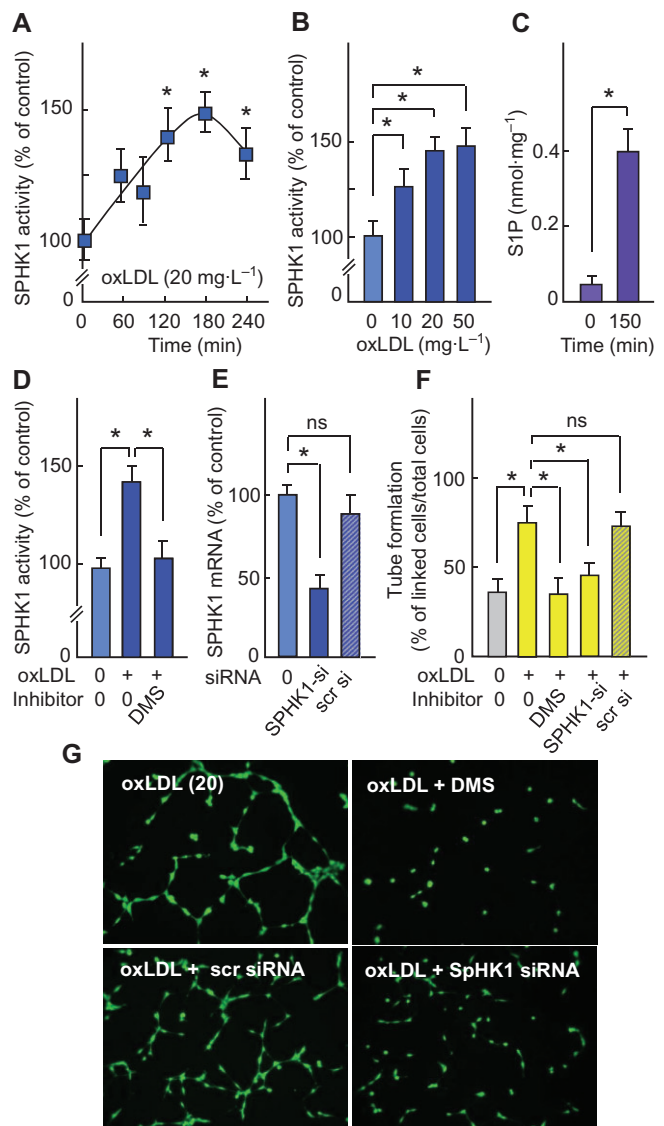 A
SPHK1 activity (% of control)
150
100
0
* * *
oxLDL (20 mg·L⁻¹)
0 60 120 180 240
Time (min)
B
SPHK1 activity (% of control)
150
100
0
*
*
*
0 10 20 50
oxLDL (mg·L⁻¹)
C
S1P (nmol·mg⁻¹)
0.4
0.2
0
*
0 150
Time (min)
D
SPHK1 activity (% of control)
150
100
0
* *
oxLDL 0 + +
Inhibitor 0 0 DMS
E
SPHK1 mRNA (% of control)
100
50
0
ns
*
siRNA 0 SPHK1-si scr si
F
Tube formlation
(% of linked cells/total cells)
100
50
0
ns
*
* *
oxLDL 0 + + + +
Inhibitor 0 0 DMS SPHK1-si scr si
G
oxLDL (20)
oxLDL + DMS
oxLDL + scr siRNA
oxLDL + SpHK1 siRNA